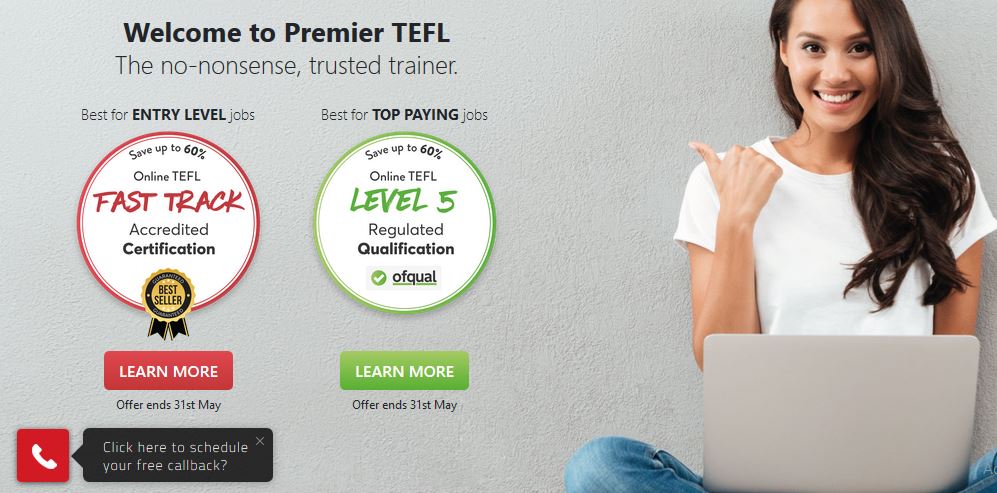 Welcome to Premier TEFL
The no-nonsense, trusted trainer.
Best for ENTRY LEVEL jobs
Save up to 60%
Online TEFL
FAST TRACK
Accredited
Certification
GUARANTEED
BEST
SELLER
GUARANTEED
LEARN MORE
Offer ends 31st May
Best for TOP PAYING jobs
Save up to 60%
Online TEFL
LEVEL 5
Regulated
Qualification
ofqual
LEARN MORE
Offer ends 31st May
Click here to schedule
your free callback?